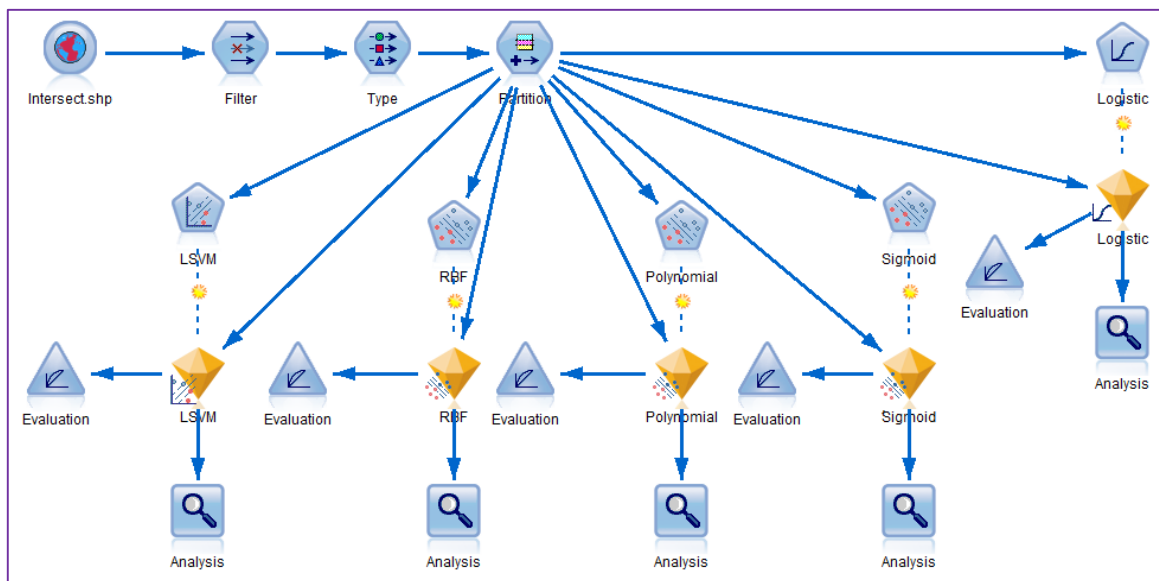 Intersect.shp
Filter
Type
Partition
Logistic
LSVM
RBF
Polynomial
Sigmoid
Logistic
Evaluation
Analysis
Evaluation
LSVM
Evaluation
RBF
Evaluation
Polynomial
Evaluation
Sigmoid
Analysis
Analysis
Analysis
Analysis